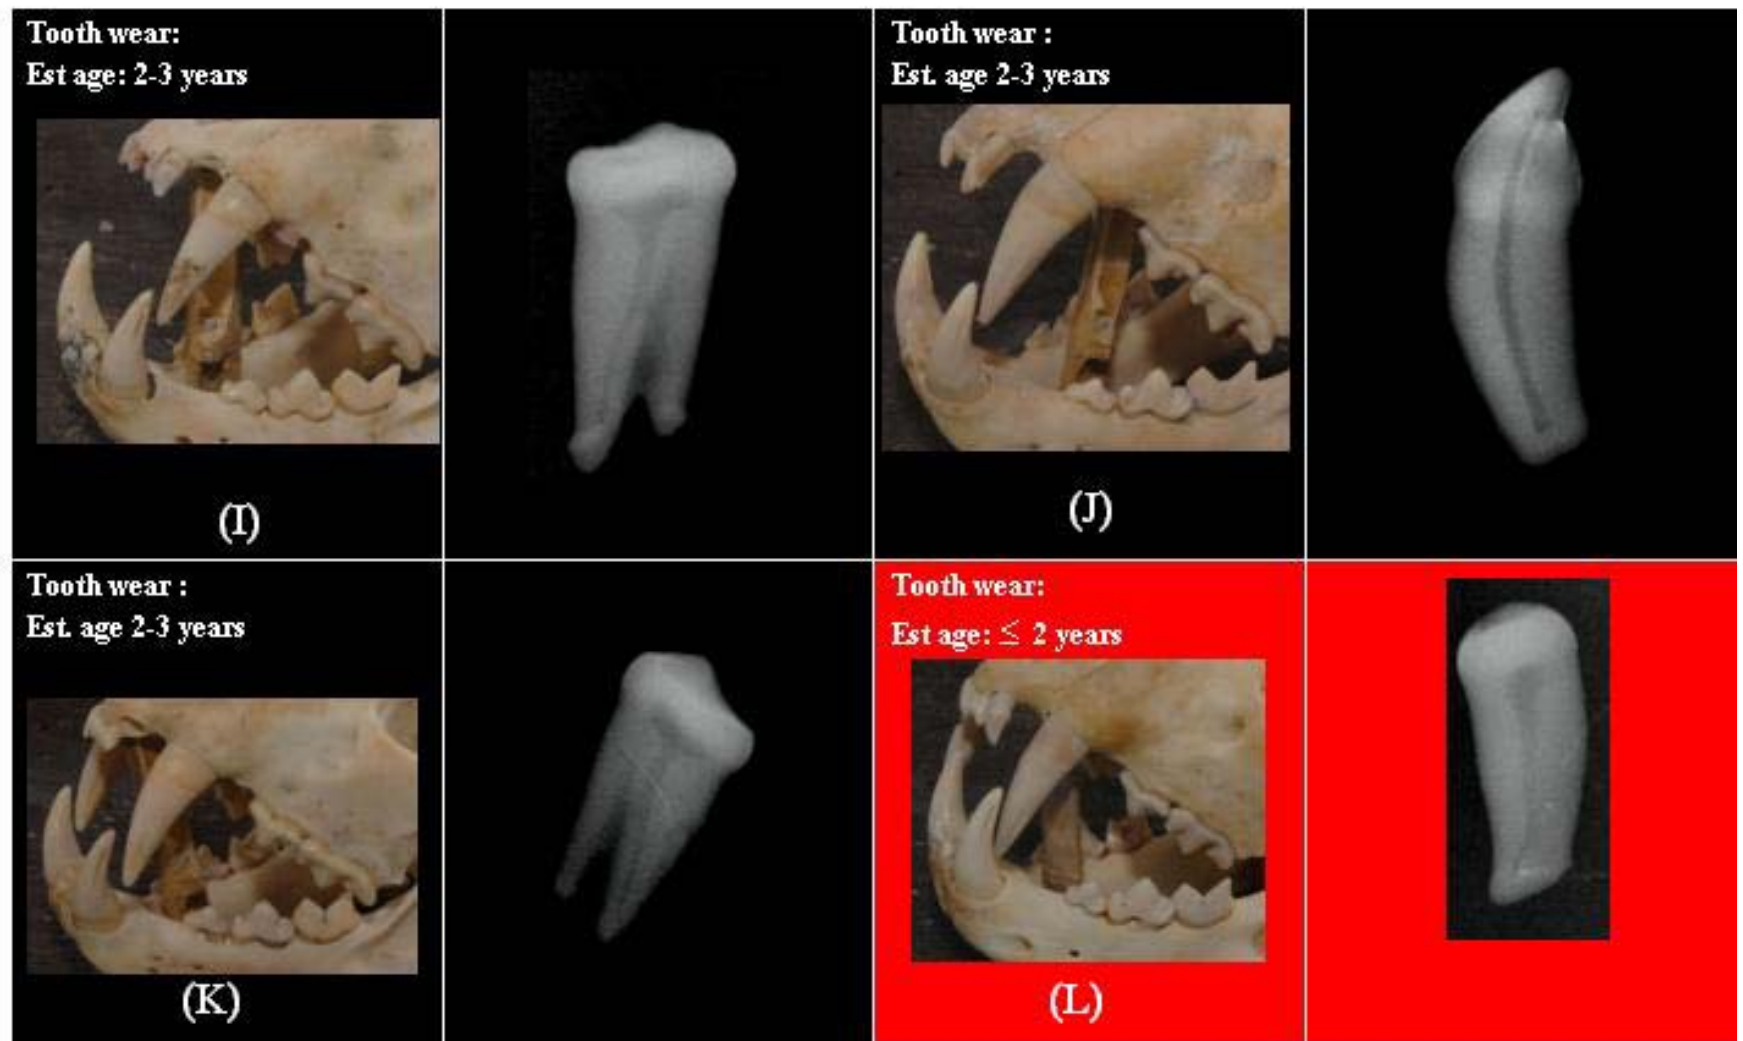 Tooth wear:
Est age: 2-3 years
(I)
Tooth wear :
Est. age 2-3 years
(J)
Tooth wear :
Est. age 2-3 years
(K)
Tooth wear:
Est age: ≤ 2 years
(L)